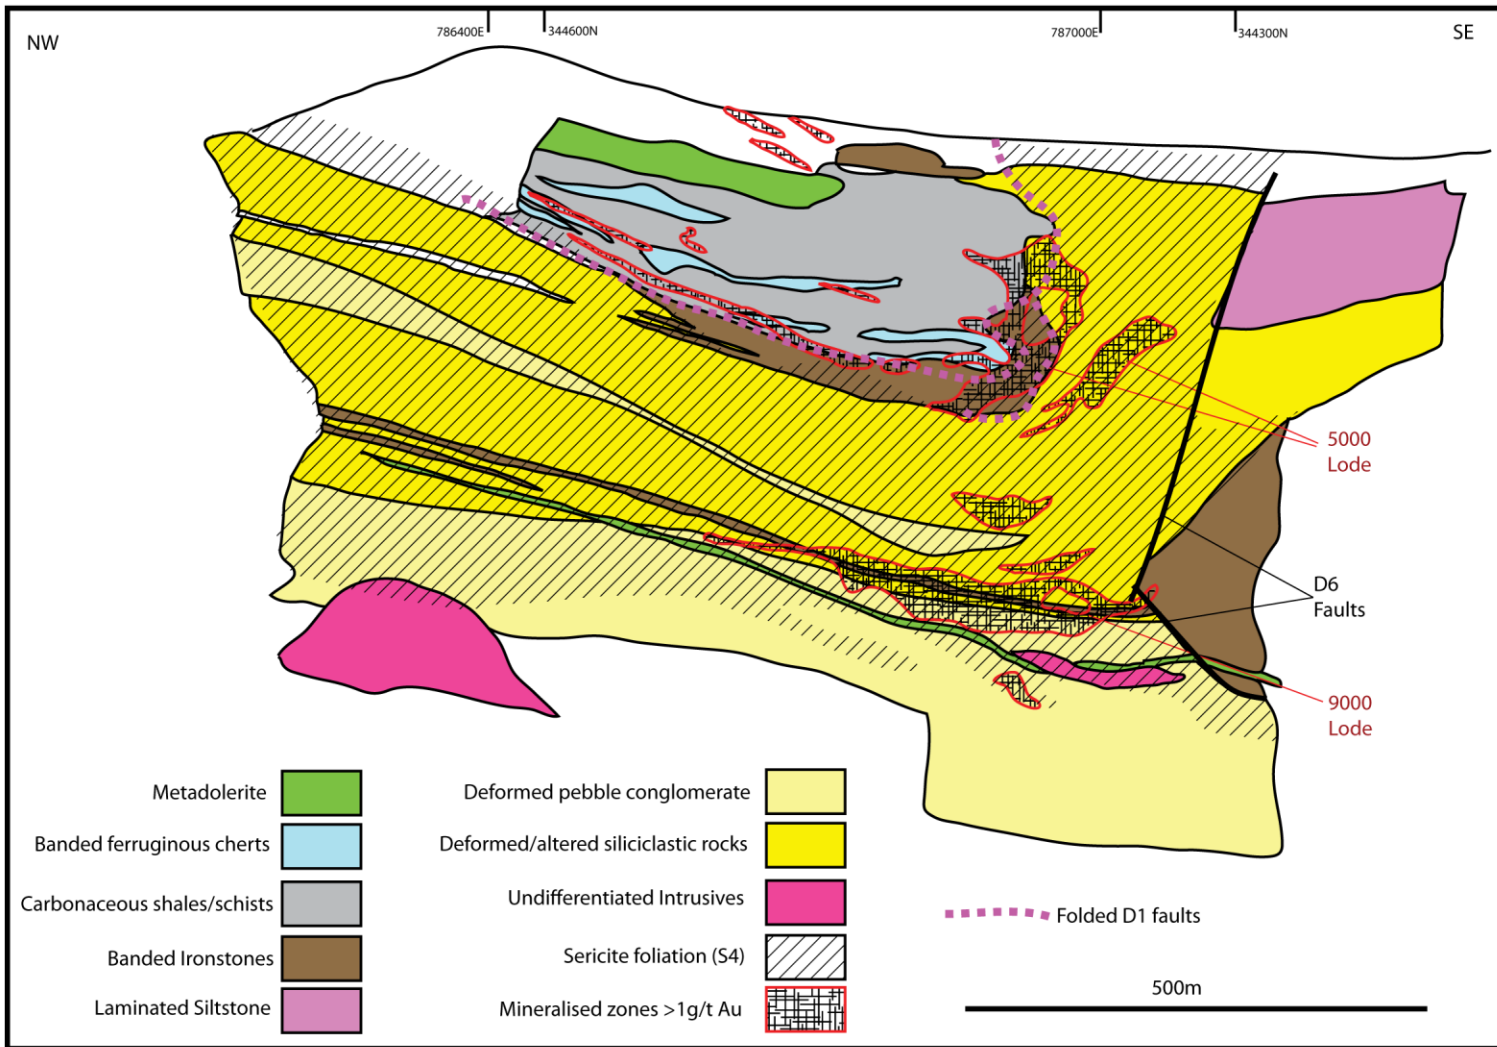 NW
786400E
344600N
787000E
344300N
SE
5000
Lode
D6
Faults
9000
Lode
Metadolerite
Banded ferruginous cherts
Carbonaceous shales/schists
Banded Ironstones
Laminated Siltstone
Deformed pebble conglomerate
Deformed/altered siliciclastic rocks
Undifferentiated Intrusives
Sericite foliation (S4)
Mineralised zones >1g/t Au
Folded D1 faults
500m